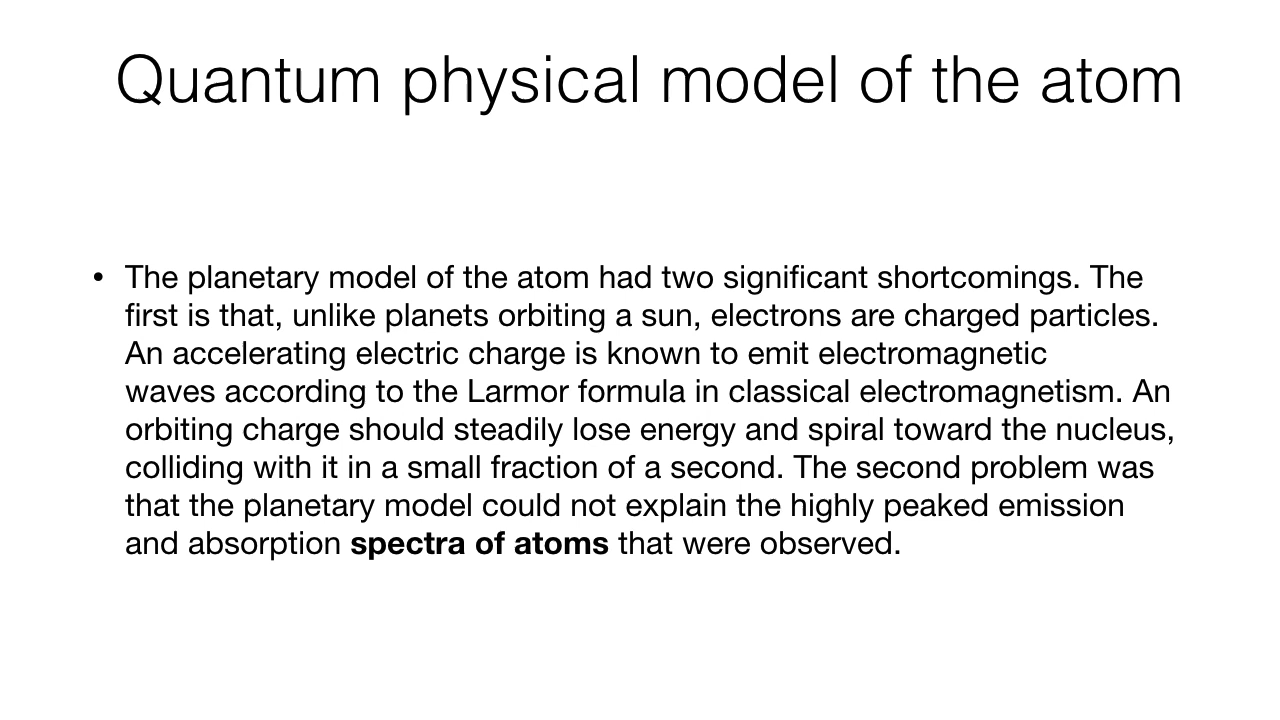 Quantum physical model of the atom
• The planetary model of the atom had two significant shortcomings. The
first is that, unlike planets orbiting a sun, electrons are charged particles.
An accelerating electric charge is known to emit electromagnetic
waves according to the Larmor formula in classical electromagnetism. An
orbiting charge should steadily lose energy and spiral toward the nucleus,
colliding with it in a small fraction of a second. The second problem was
that the planetary model could not explain the highly peaked emission
and absorption spectra of atoms that were observed.